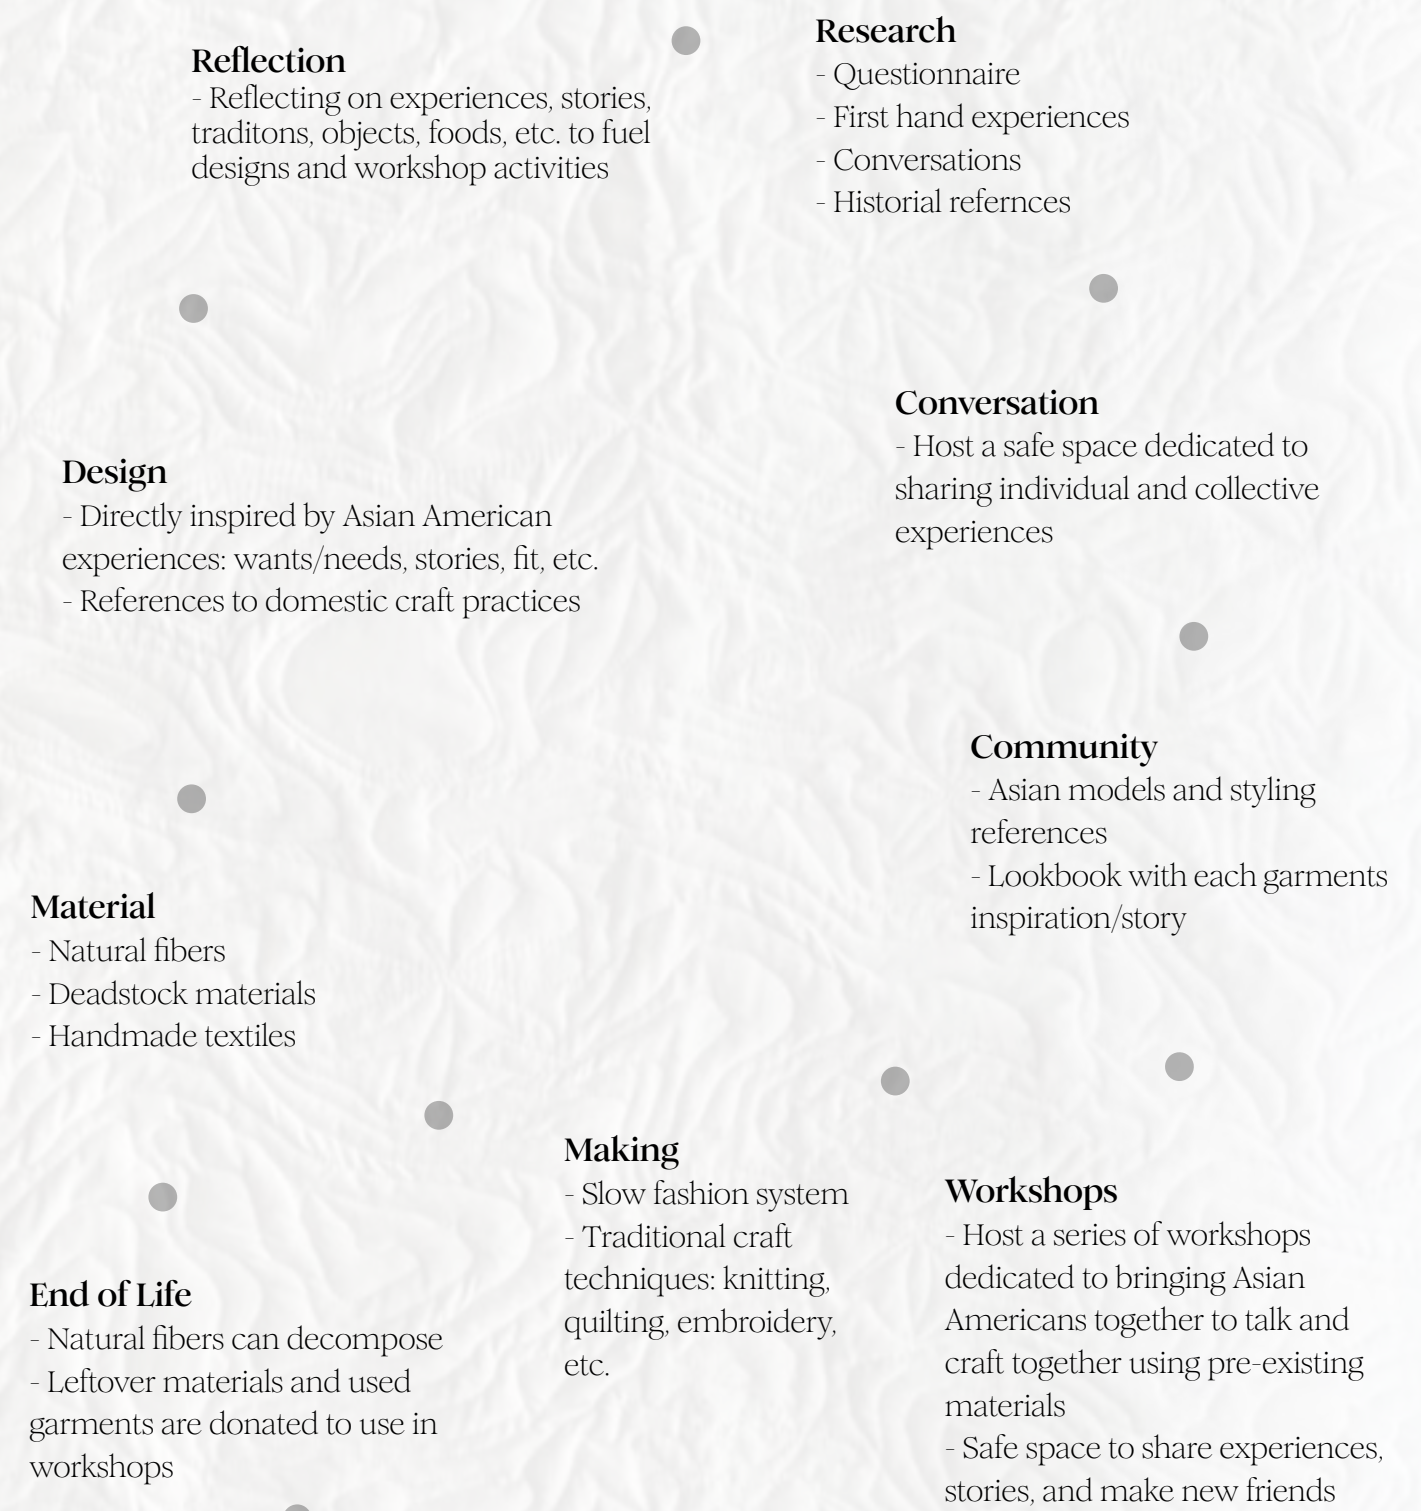 Reflection
- Reflecting on experiences, stories,
traditons, objects, foods, etc. to fuel
designs and workshop activities
Research
- Questionnaire
- First hand experiences
- Conversations
- Historial refernces
Conversation
- Host a safe space dedicated to
sharing individual and collective
experiences
Design
- Directly inspired by Asian American
experiences: wants/needs, stories, fit, etc.
- References to domestic craft practices
Community
- Asian models and styling
references
- Lookbook with each garments
inspiration/story
Material
- Natural fibers
- Deadstock materials
- Handmade textiles
Making
- Slow fashion system
- Traditional craft
techniques: knitting,
quilting, embroidery,
etc.
Workshops
- Host a series of workshops
dedicated to bringing Asian
Americans together to talk and
craft together using pre-existing
materials
- Safe space to share experiences,
stories, and make new friends
End of Life
- Natural fibers can decompose
- Leftover materials and used
garments are donated to use in
workshops